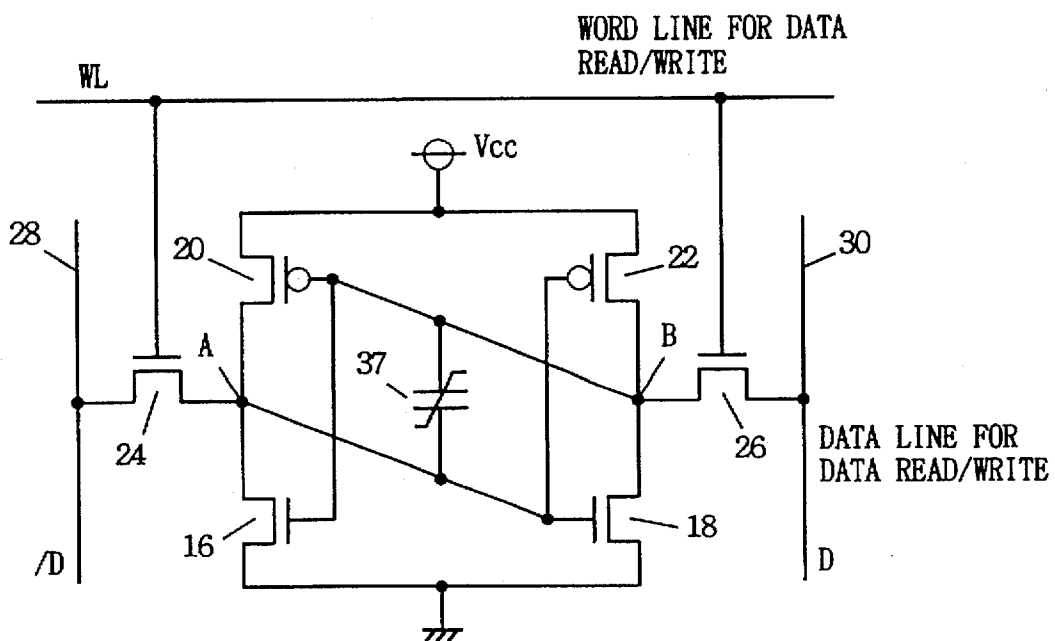 WORD LINE FOR DATA
READ/WRITE
WL
Vcc
28
20
22
30
A
B
37
24
26
DATA LINE FOR
DATA READ/WRITE
16
18
/D
D